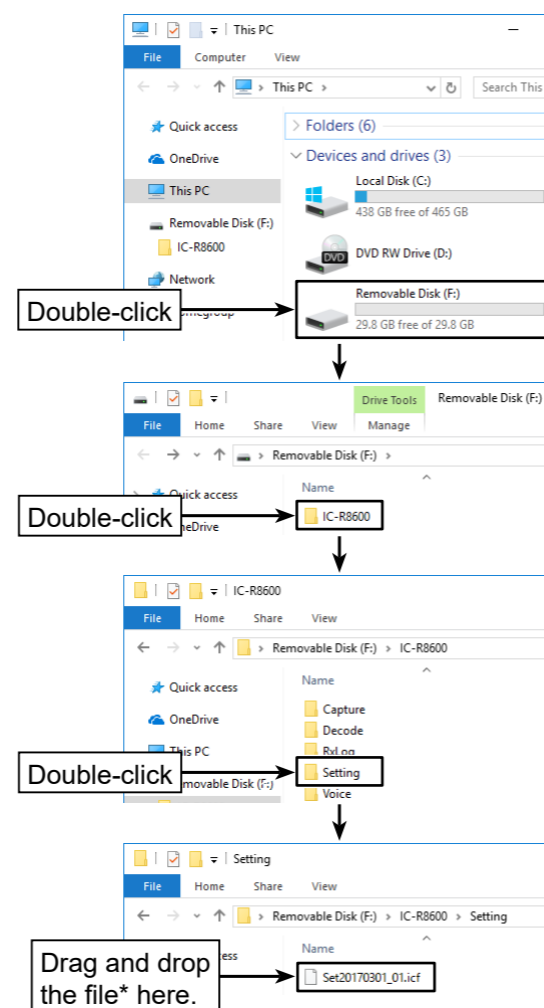 This PC
File Computer View
This PC
Search This
Quick access
OneDrive
This PC
Removable Disk (F:)
IC-R8600
Network
Folders (6)
Devices and drives (3)
Local Disk (C:)
438 GB free of 465 GB
DVD
DVD RW Drive (D:)
Double-click
Removable Disk (F:)
29.8 GB free of 29.8 GB
Drive Tools Removable Disk (F:)
File Home Share View Manage
Removable Disk (F:)
Quick access
Name
Double-click
IC-R8600
IC-R8600
File Home Share View
Removable Disk (F:) IC-R8600
Quick access
OneDrive
This PC
Name
Capture
Decode
RxLog
Double-click
Setting
Voice
Setting
File Home Share View
Removable Disk (F:) IC-R8600 Setting
Name
Drag and drop
the file* here.
Set20170301_01.icf